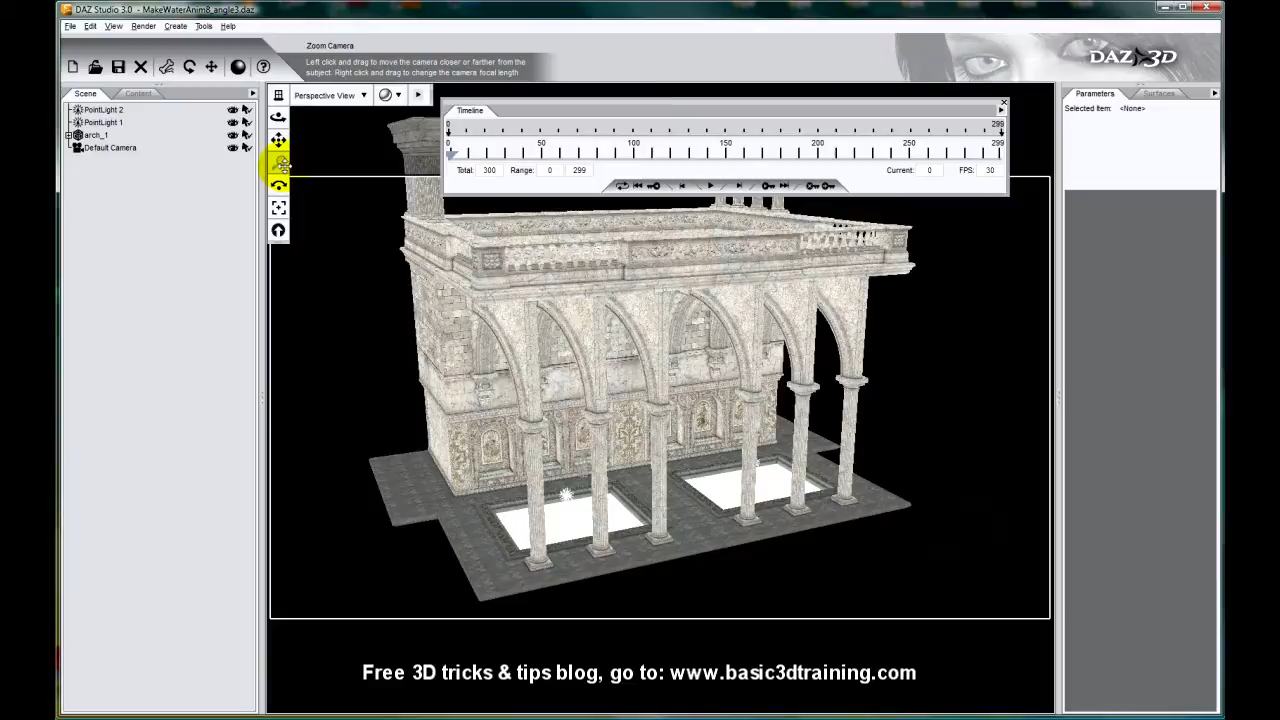 DAZ Studio 3.0 - MakeWaterAnim8_angle3.daz
File Edit View Render Create Tools Help
Zoom Camera
Left click and drag to move the camera closer or farther from the
subject. Right click and drag to change the camera focal length
DAZ 3D
Scene Content
PointLight 2
PointLight 1
arch_1
Default Camera
Perspective View
Timeline
0 299
0 50 100 150 200 250 299
Total: 300 Range: 0 299 Current: 0 FPS: 30
Parameters Surfaces
Selected Item: <None>
Free 3D tricks & tips blog, go to: www.basic3dtraining.com